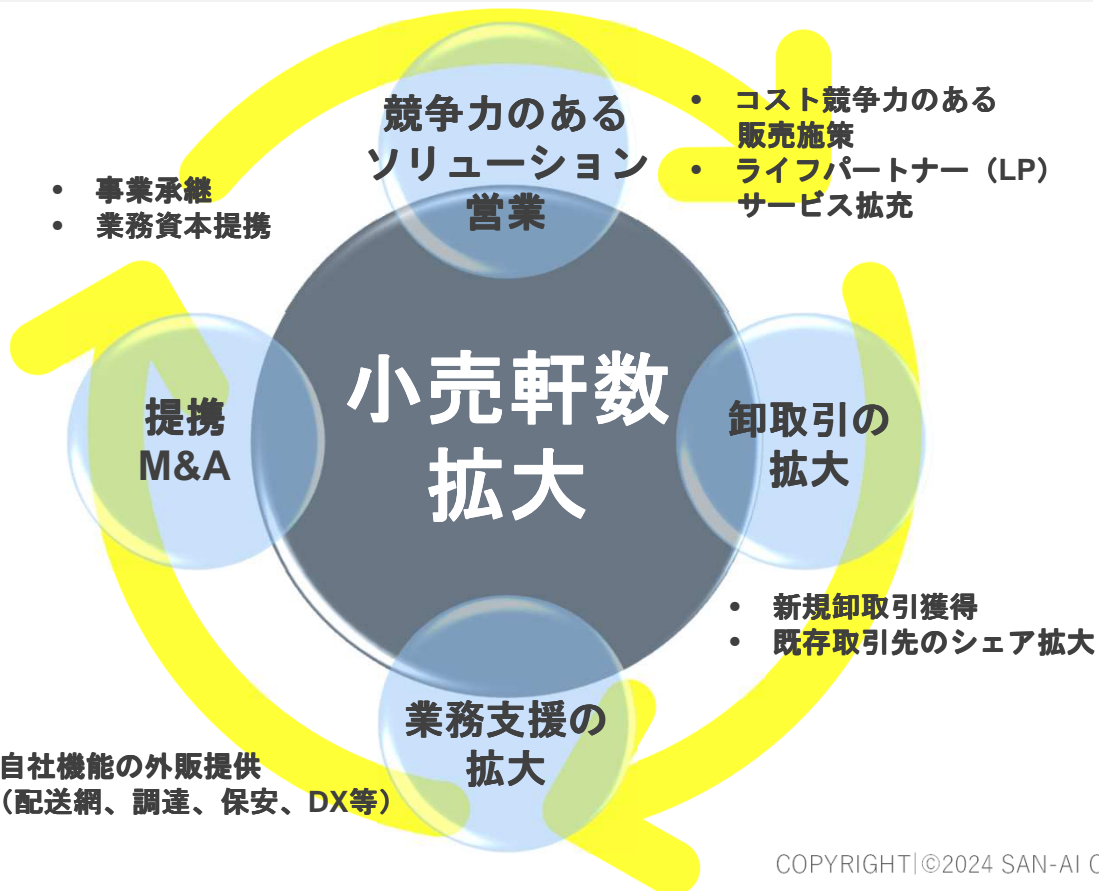 競争力のある
ソリューション
営業
• コスト競争力のある
販売施策
• ライフパートナー（LP）
サービス拡充
• 事業承継
• 業務資本提携
小売軒数
拡大
提携
M&A
卸取引の
拡大
• 新規卸取引獲得
• 既存取引先のシェア拡大
業務支援の
拡大
自社機能の外販提供
（配送網、調達、保安、DX等）
COPYRIGHT|©2024 SAN-AI